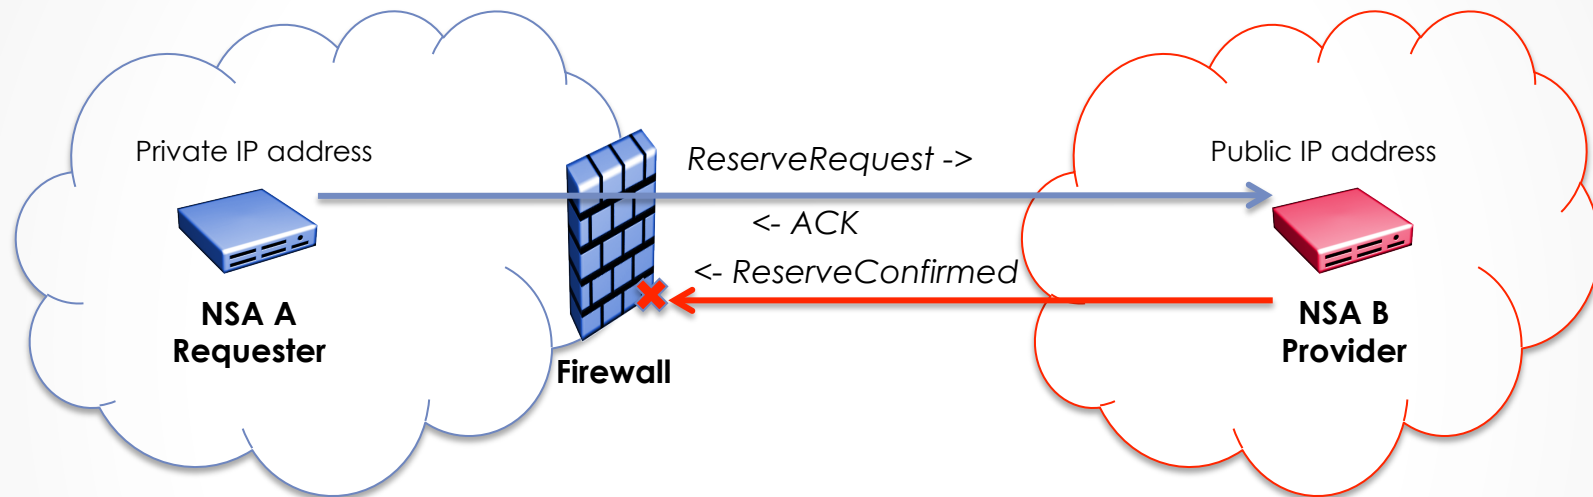 Private IP address
NSA A
Requester
Firewall
ReserveRequest ->
<- ACK
<- ReserveConfirmed
Public IP address
NSA B
Provider